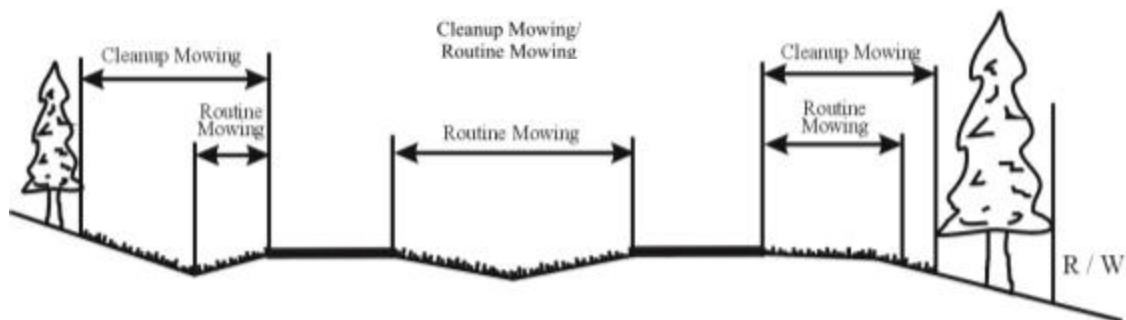 Cleanup Mowing/
Routine Mowing
Cleanup Mowing
Routine
Mowing
Routine Mowing
Cleanup Mowing
Routine
Mowing
R / W